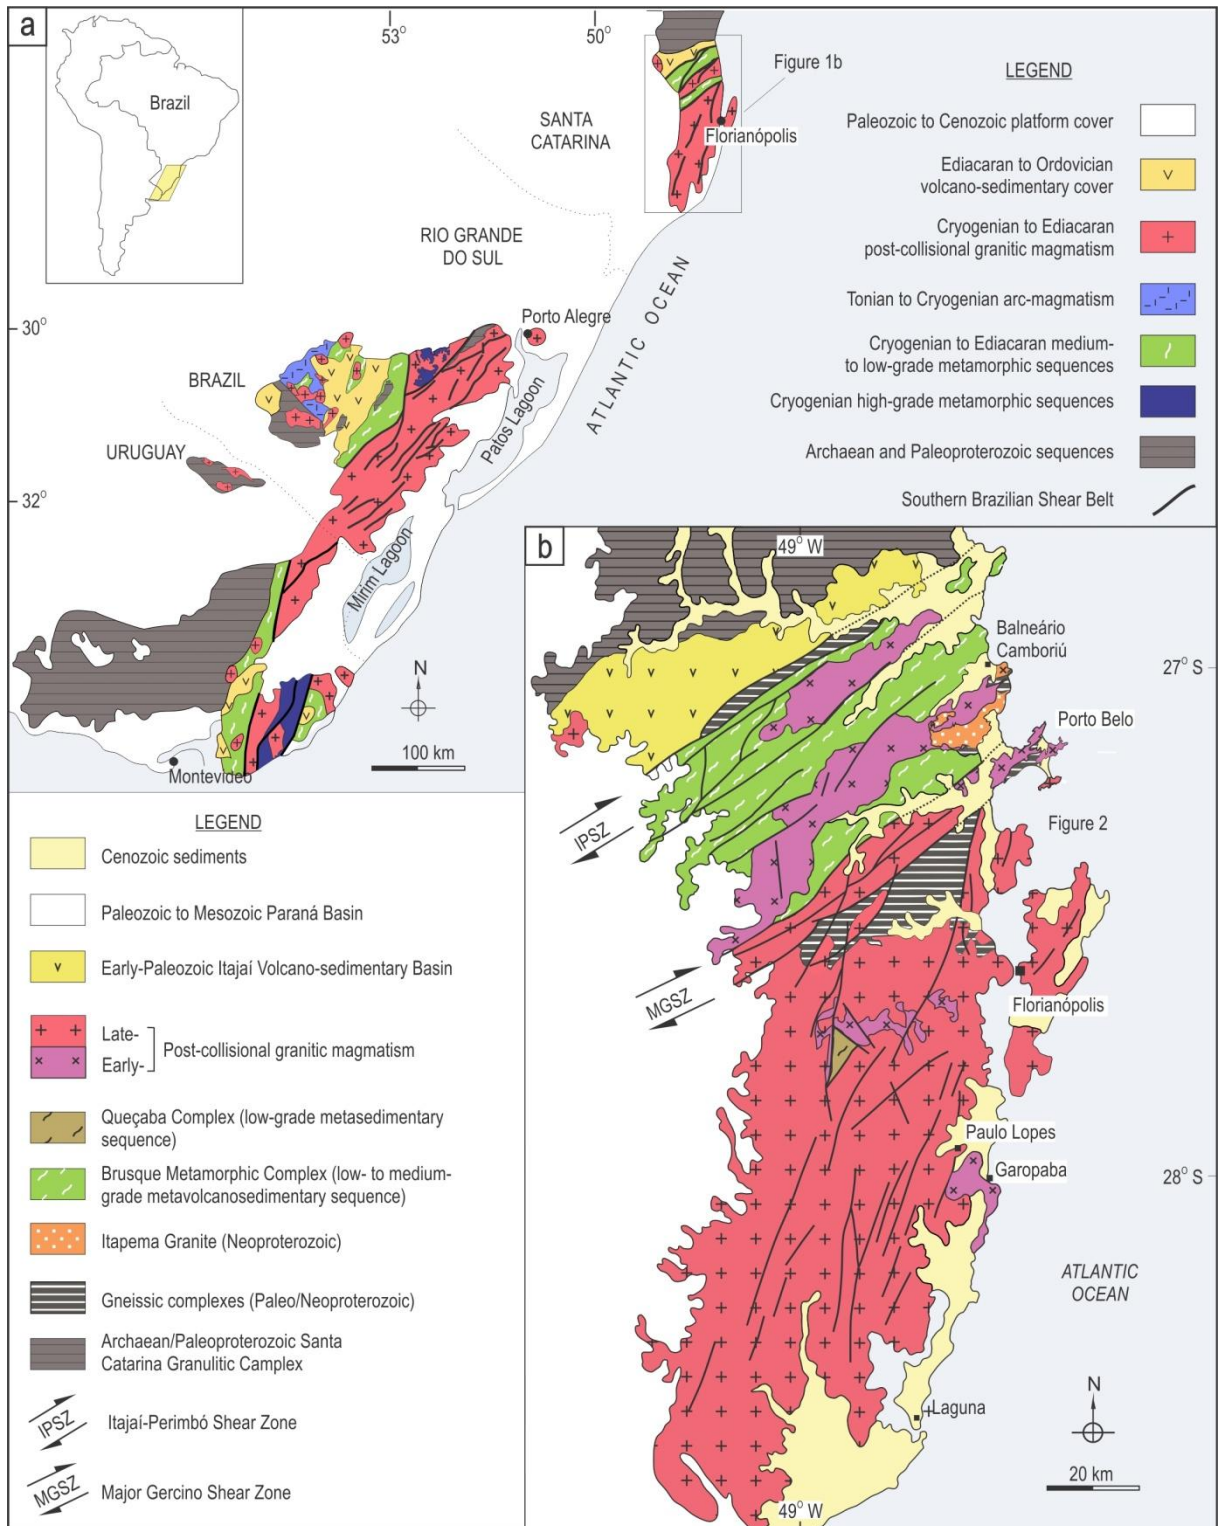 a
Brazil
53°
50°
Figure 1b
SANTA
CATARINA
Florianópolis
RIO GRANDE
DO SUL
ATLANTIC OCEAN
30°
Porto Alegre
BRAZIL
Patos Lagoon
URUGUAY
32°
Mirim Lagoon
N
100 km
Montevideo
LEGEND
Paleozoic to Cenozoic platform cover
Ediacaran to Ordovician
volcano-sedimentary cover
Cryogenian to Ediacaran
post-collisional granitic magmatism
Tonian to Cryogenian arc-magmatism
Cryogenian to Ediacaran medium-
to low-grade metamorphic sequences
Cryogenian high-grade metamorphic sequences
Archaean and Paleoproterozoic sequences
Southern Brazilian Shear Belt
b
49° W
Balneário
Camboriú
27° S
Porto Belo
IPSZ
Figure 2
MGSZ
Florianópolis
Paulo Lopes
Garopaba
28° S
ATLANTIC
OCEAN
N
Laguna
20 km
49° W
LEGEND
Cenozoic sediments
Paleozoic to Mesozoic Paraná Basin
Early-Paleozoic Itajaí Volcano-sedimentary Basin
Late-
Early-
Post-collisional granitic magmatism
Queçaba Complex (low-grade metasedimentary
sequence)
Brusque Metamorphic Complex (low- to medium-
grade metavolcanosedimentary sequence)
Itapema Granite (Neoproterozoic)
Gneissic complexes (Paleo/Neoproterozoic)
Archaean/Paleoproterozoic Santa
Catarina Granulitic Camplex
IPSZ
Itajaí-Perimbó Shear Zone
MGSZ
Major Gercino Shear Zone